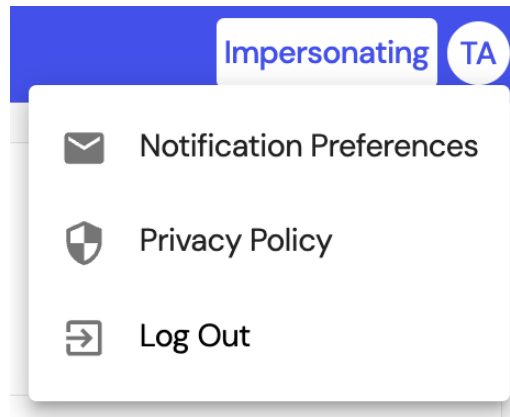 Impersonating
TA
Notification Preferences
Privacy Policy
Log Out